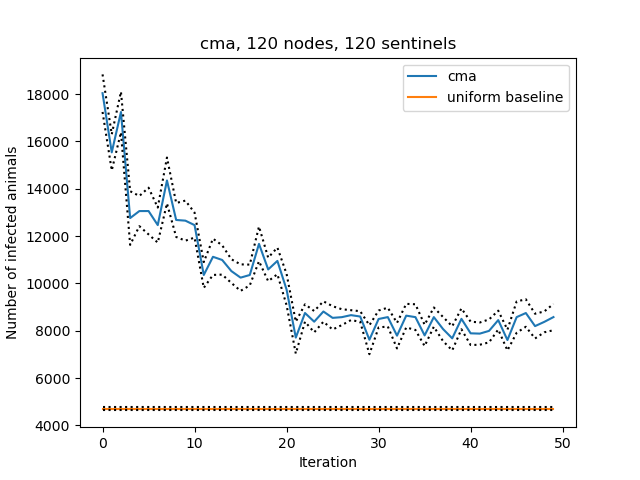 cma, 120 nodes, 120 sentinels
cma
uniform baseline
Number of infected animals
18000
16000
14000
12000
10000
8000
6000
4000
0 10 20 30 40 50
Iteration